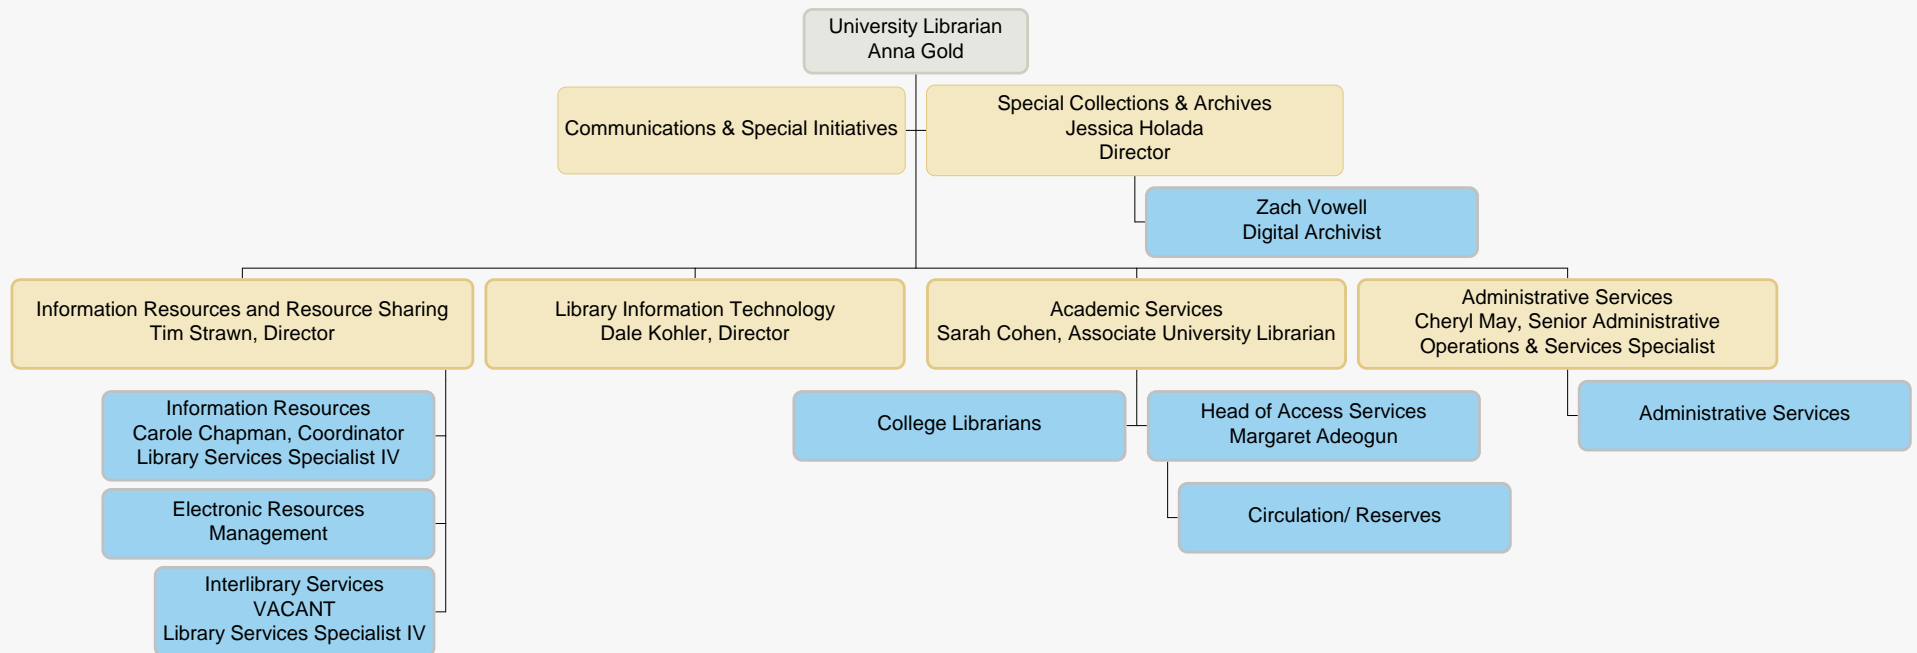 University Librarian
Anna Gold
Communications & Special Initiatives
Special Collections & Archives
Jessica Holada
Director
Zach Vowell
Digital Archivist
Information Resources and Resource Sharing
Tim Strawn, Director
Library Information Technology
Dale Kohler, Director
Academic Services
Sarah Cohen, Associate University Librarian
Administrative Services
Cheryl May, Senior Administrative
Operations & Services Specialist
Information Resources
Carole Chapman, Coordinator
Library Services Specialist IV
Electronic Resources
Management
Interlibrary Services
VACANT
Library Services Specialist IV
College Librarians
Head of Access Services
Margaret Adeogun
Circulation/ Reserves
Administrative Services